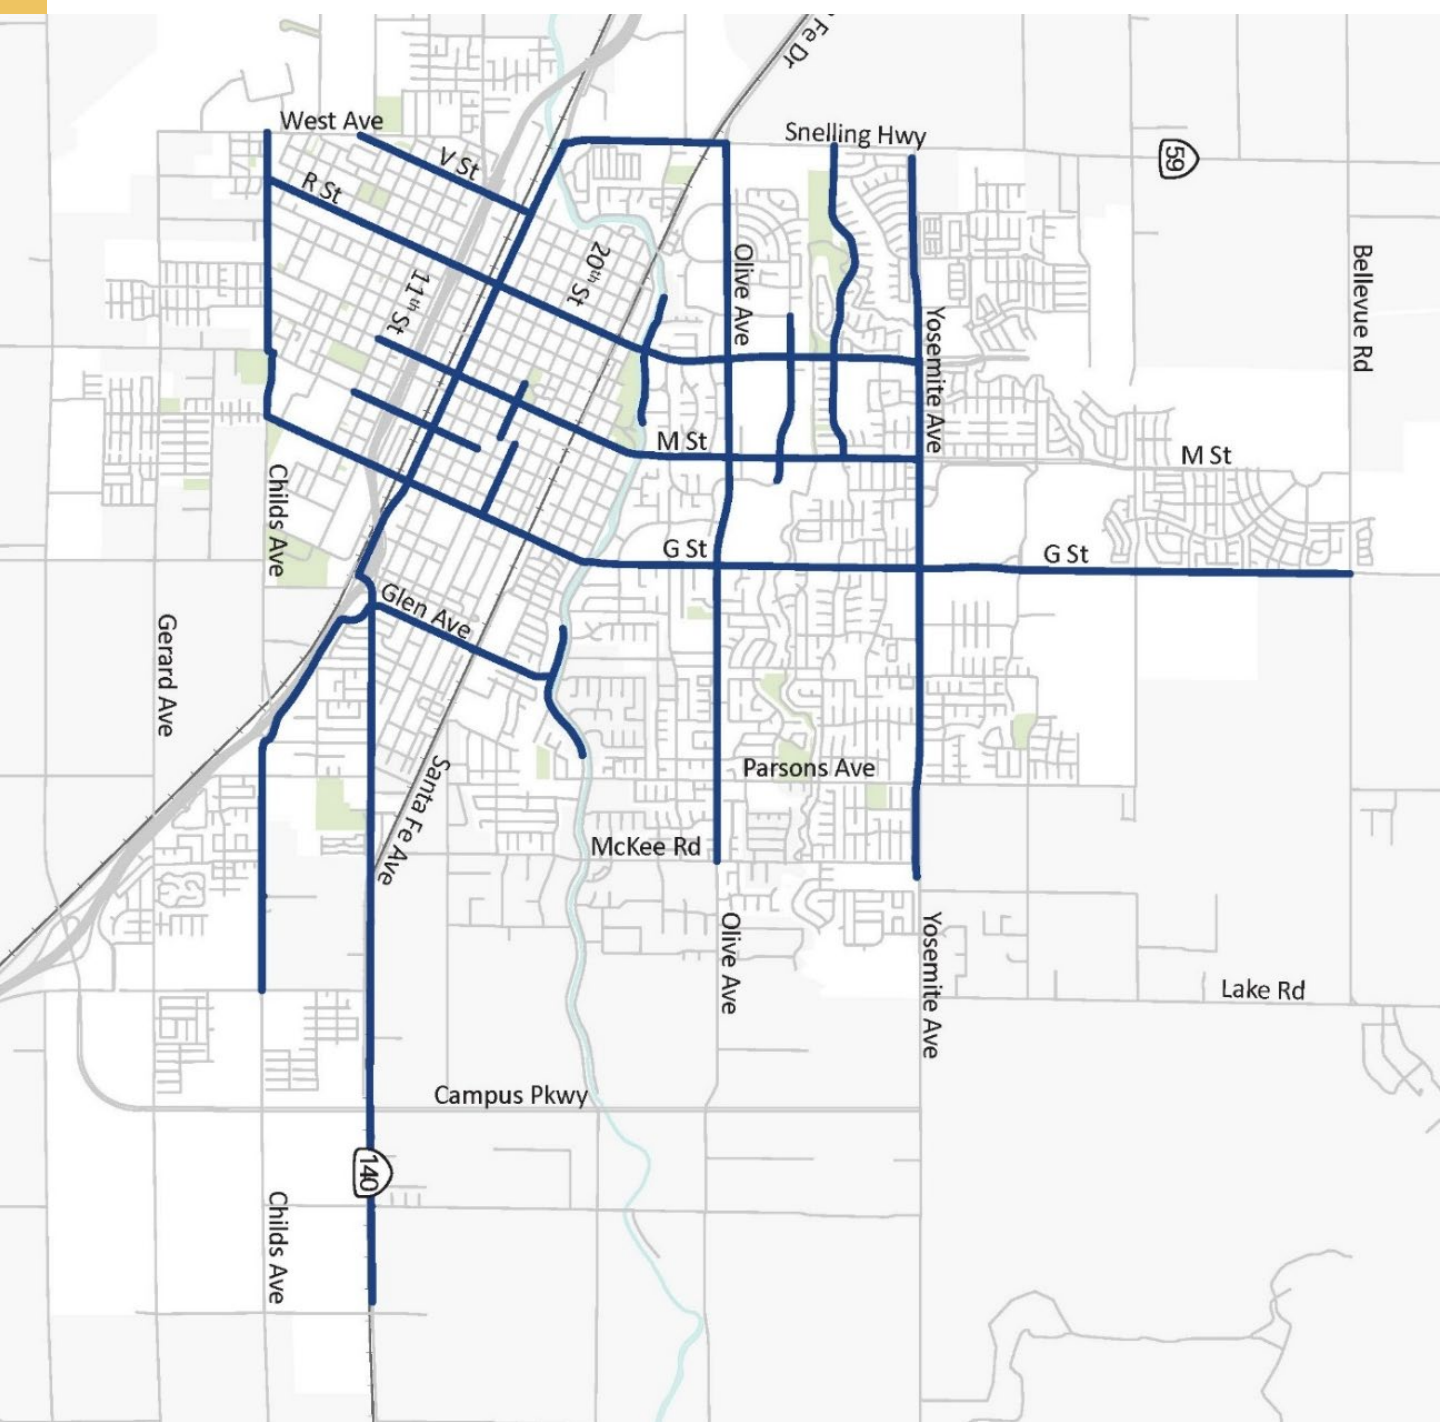 Fe Dr
West Ave
Snelling Hwy
V St
59
R St
20th St
Olive Ave
Bellevue Rd
11th St
Yosemite Ave
M St
M St
Childs Ave
G St
G St
Glen Ave
Gerard Ave
Santa Fe Ave
Parsons Ave
McKee Rd
Olive Ave
Yosemite Ave
Lake Rd
Campus Pkwy
140
Childs Ave